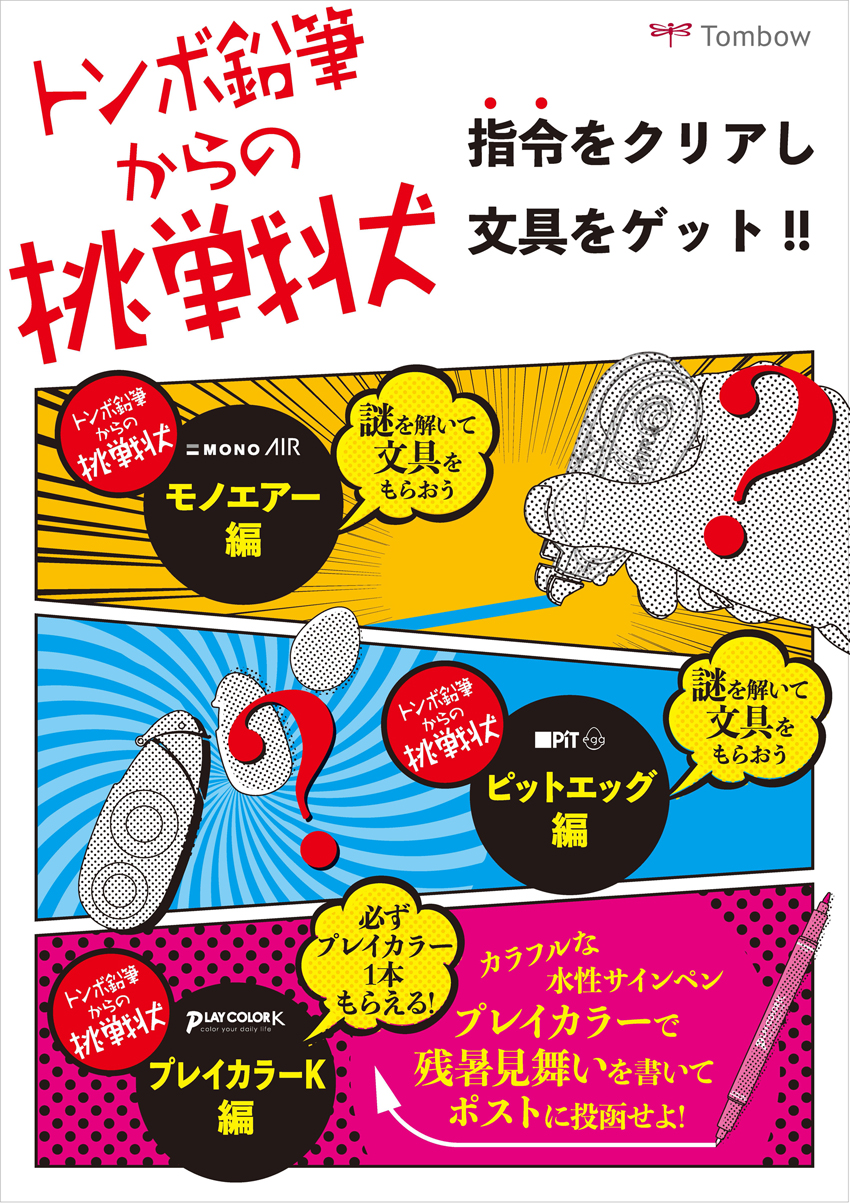 トンボ鉛筆
からの
挑戦状
Tombow
指令をクリアし
文具をゲット!!
トンボ鉛筆
からの
挑戦状
MONO AIR
モノエアー
編
謎を解いて
文具を
もらおう
?
トンボ鉛筆
からの
挑戦状
PiT egg
ピットエッグ
編
謎を解いて
文具を
もらおう
?
トンボ鉛筆
からの
挑戦状
PLAY COLOR K
color your daily life
プレイカラーK
編
必ず
プレイカラー
1本
もらえる!
カラフルな
水性サインペン
プレイカラーで
残暑見舞いを書いて
ポストに投函せよ!